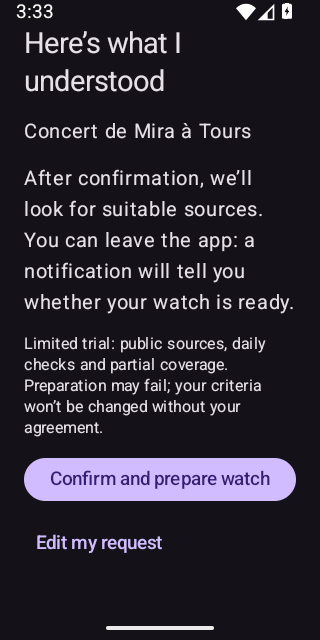 3:33
Here’s what I
understood
Concert de Mira à Tours
After confirmation, we’ll
look for suitable sources.
You can leave the app: a
notification will tell you
whether your watch is ready.
Limited trial: public sources, daily
checks and partial coverage.
Preparation may fail; your criteria
won’t be changed without your
agreement.
Confirm and prepare watch
Edit my request